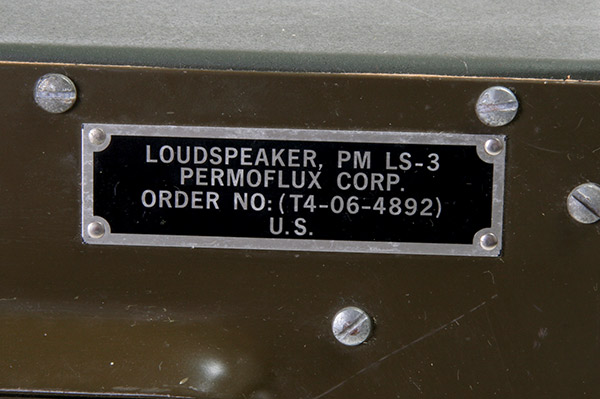 LOUDSPEAKER, PM LS-3
PERMOFLUX CORP.
ORDER NO: (T4-06-4892)
U.S.